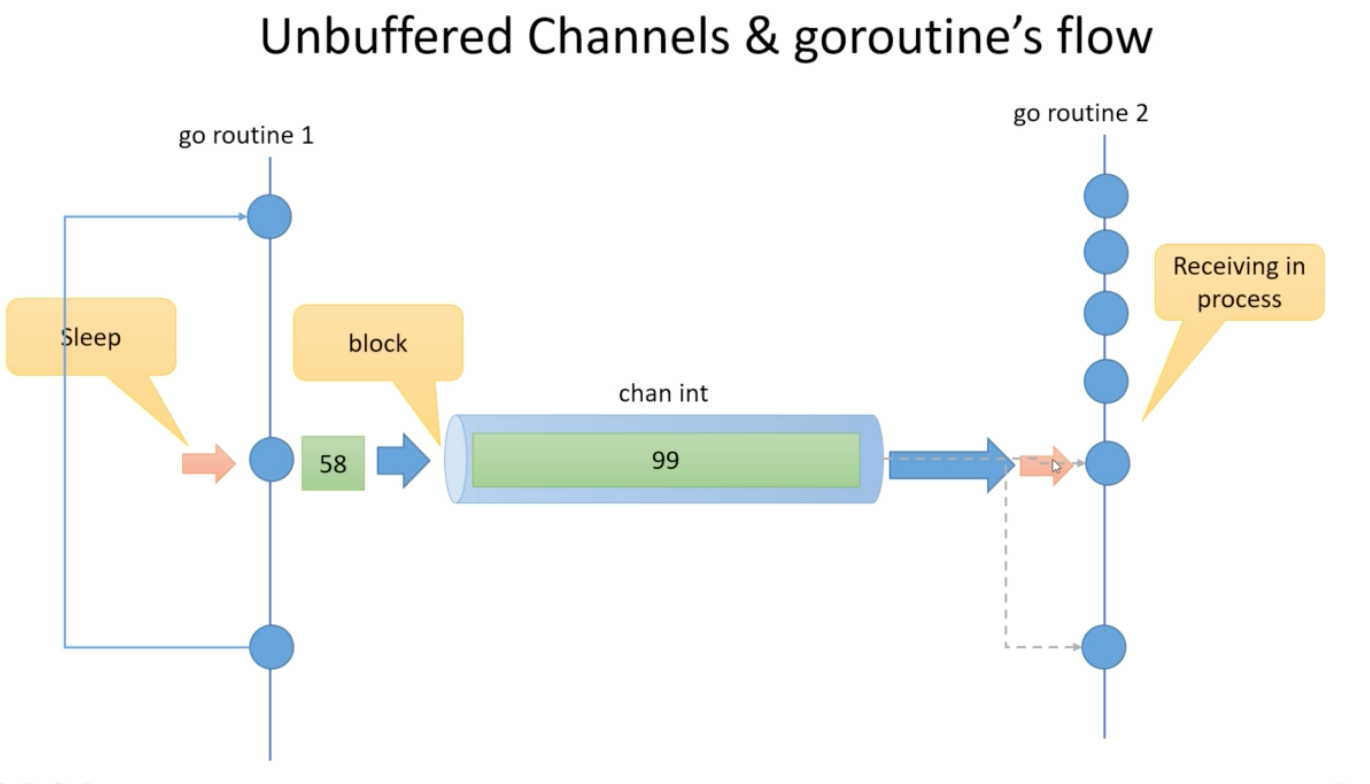 Unbuffered Channels & goroutine's flow
go routine 1
go routine 2
Sleep
block
Receiving in
process
chan int
58
99